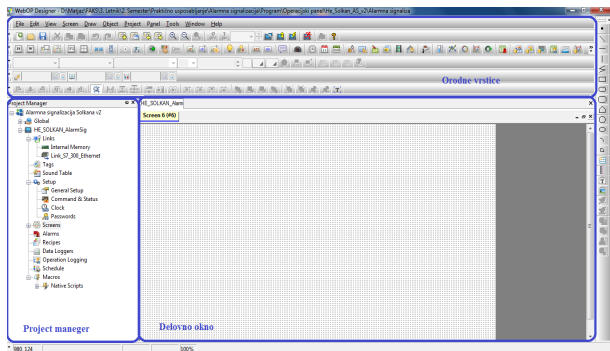 WebOP Designer - D:\Matjaz\FAKS\3. Letnik\2. Semester\Praktično usposabljanje\Alarmna signalizacija\Program\Operacijski panel\He_Solkan_AS_v2\Alarmna signaliza
File Edit View Screen Draw Object Project Panel Tools Window Help
Orodne vrstice
Project Manager
HE_SOLKAN_Alarm
Screen 6 (#6)
Alarmna signalizacija Solkana v2
Global
HE_SOLKAN_AlarmSig
Links
Internal Memory
Link_S7_300_Ethernet
Tags
Sound Table
Setup
General Setup
Command & Status
Clock
Passwords
Screens
Alarms
Recipes
Data Loggers
Operation Logging
Schedule
Macros
Native Scripts
Project maneger
Delovno okno
980 124
100%